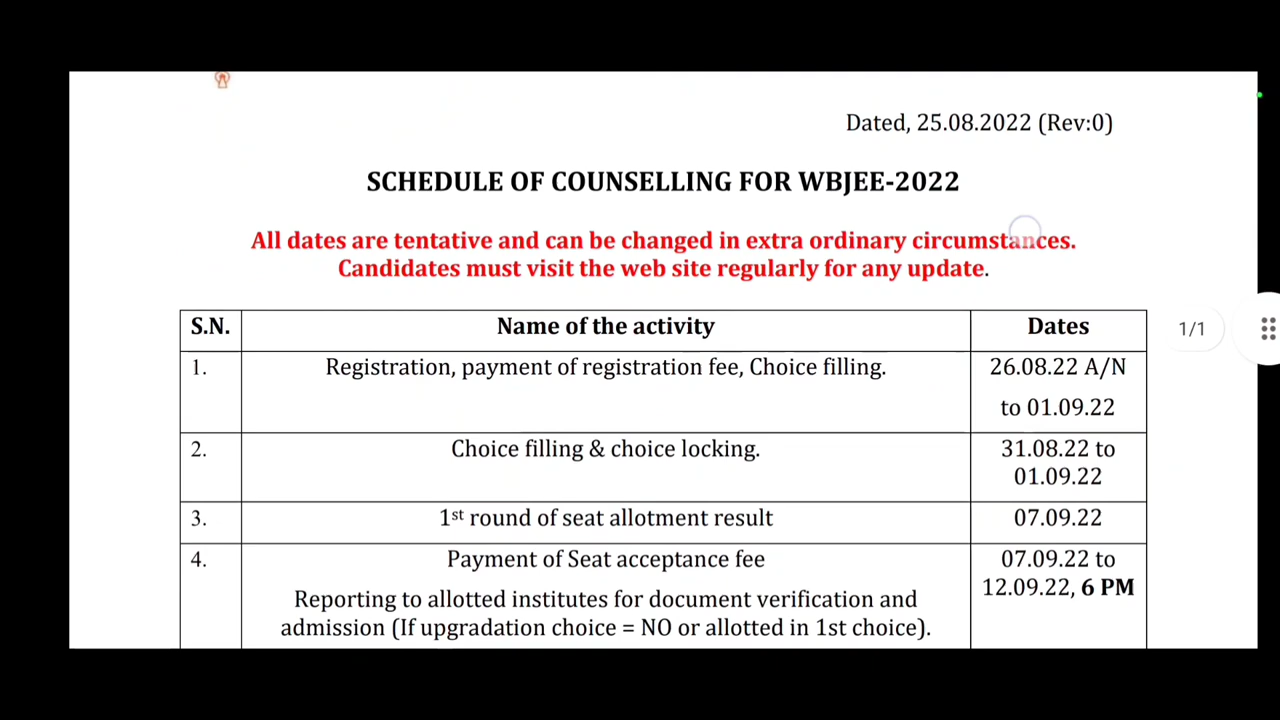 Dated, 25.08.2022 (Rev:0)
SCHEDULE OF COUNSELLING FOR WBJEE-2022
All dates are tentative and can be changed in extra ordinary circumstances.
Candidates must visit the web site regularly for any update.
S.N. Name of the activity Dates
1. Registration, payment of registration fee, Choice filling. 26.08.22 A/N
to 01.09.22
2. Choice filling & choice locking. 31.08.22 to
01.09.22
3. 1st round of seat allotment result 07.09.22
4. Payment of Seat acceptance fee 07.09.22 to
12.09.22, 6 PM
Reporting to allotted institutes for document verification and
admission (If upgradation choice = NO or allotted in 1st choice).
1/1